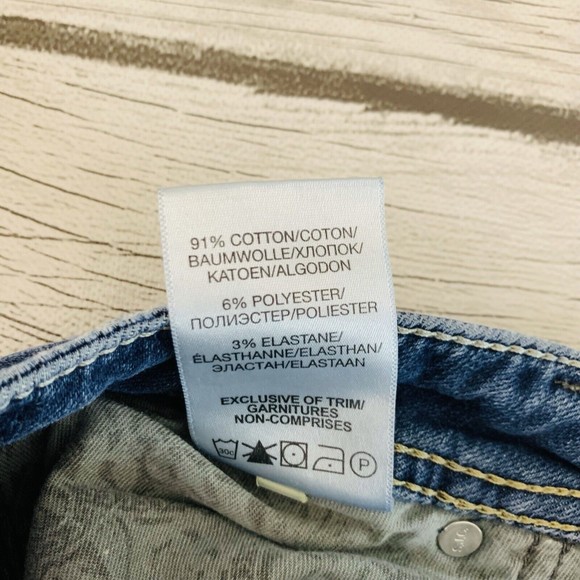 91% COTTON/COTON/
BAUMWOLLE/ХЛОПОК/
KATOEN/ALGODON
6% POLYESTER/
ПОЛИЭСТЕР/POLIESTER
3% ELASTANE/
ÉLASTHANNE/ELASTHAN/
ЭЛАСТАН/ELASTAAN
EXCLUSIVE OF TRIM/
GARNITURES
NON-COMPRISES
30c P